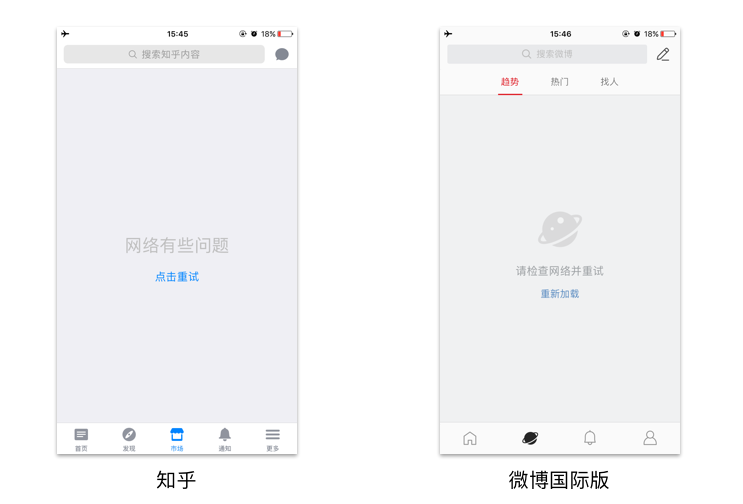 15:45
18%
搜索知乎内容
网络有些问题
点击重试
首页 发现 市场 通知 更多
知乎
15:46
18%
搜索微博
趋势 热门 找人
请检查网络并重试
重新加载
微博国际版